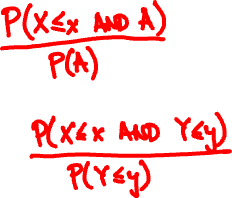 P(X≤x AND A)
P(A)
P(X≤x AND Y≤y)
P(Y≤y)